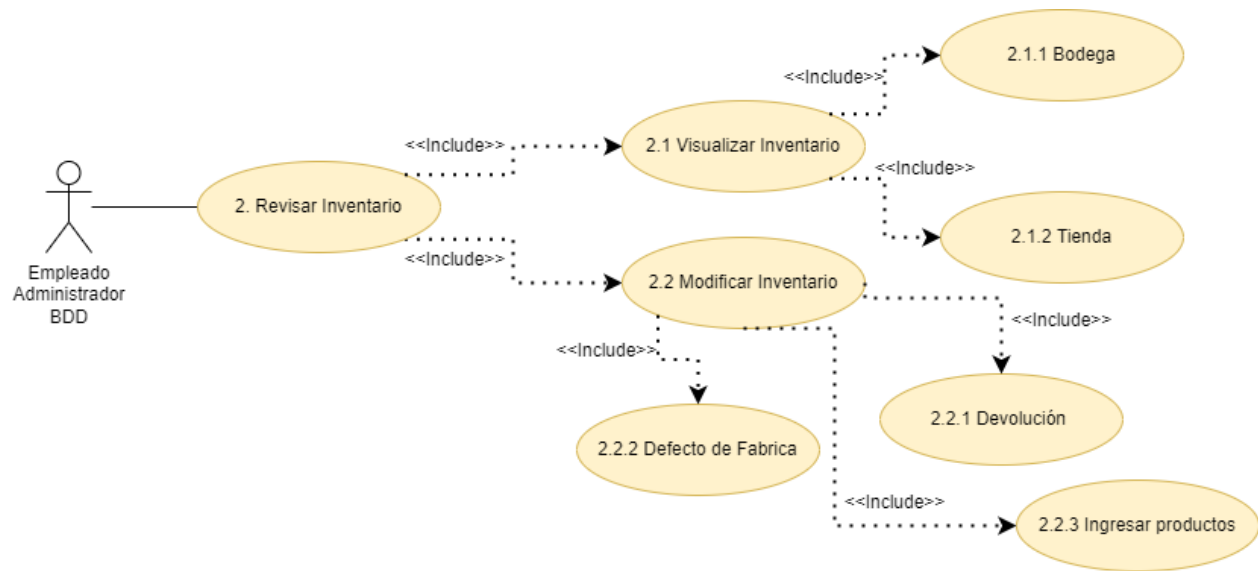 2.1.1 Bodega
<<Include>>
2.1 Visualizar Inventario
<<Include>>
<<Include>>
2. Revisar Inventario
2.1.2 Tienda
<<Include>>
Empleado
Administrador
BDD
2.2 Modificar Inventario
<<Include>>
<<Include>>
2.2.1 Devolución
2.2.2 Defecto de Fabrica
<<Include>>
2.2.3 Ingresar productos